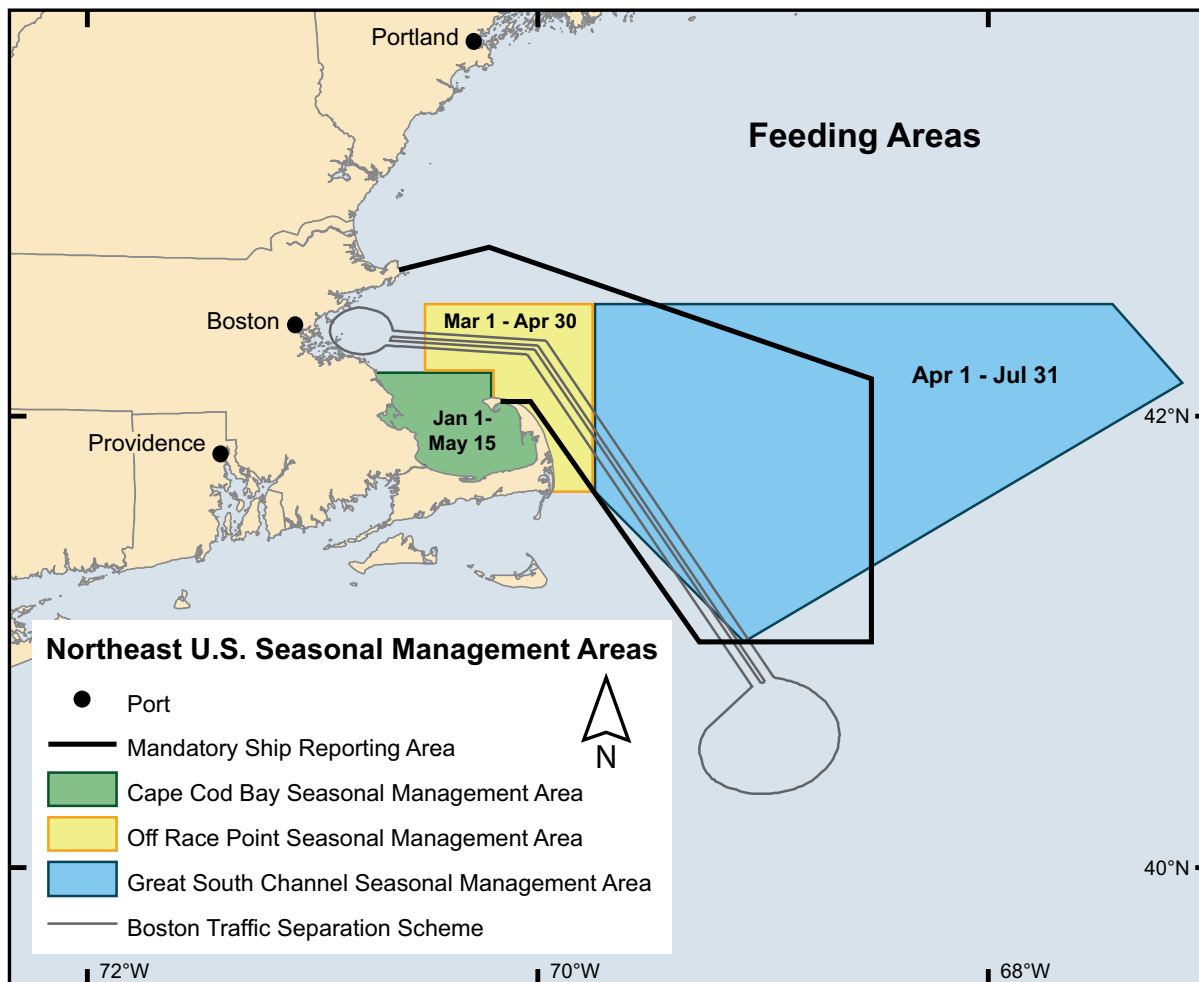 Portland
Feeding Areas
Boston
Mar 1 - Apr 30
Apr 1 - Jul 31
42°N
Jan 1-
May 15
Providence
Northeast U.S. Seasonal Management Areas
Port
Mandatory Ship Reporting Area
N
Cape Cod Bay Seasonal Management Area
Off Race Point Seasonal Management Area
Great South Channel Seasonal Management Area
40°N
Boston Traffic Separation Scheme
72°W
70°W
68°W